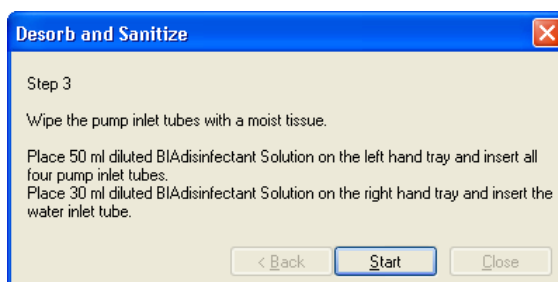 Desorb and Sanitize
Step 3
Wipe the pump inlet tubes with a moist tissue.
Place 50 ml diluted BIAdisinfectant Solution on the left hand tray and insert all
four pump inlet tubes.
Place 30 ml diluted BIAdisinfectant Solution on the right hand tray and insert the
water inlet tube.
< Back Start Close